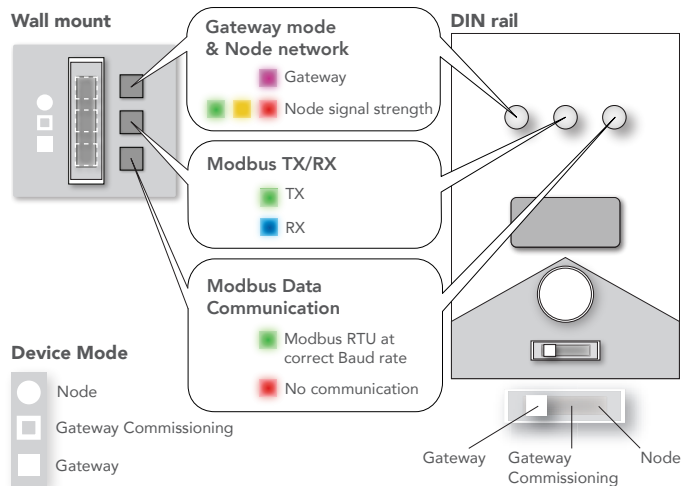 Wall mount
Gateway mode
& Node network
Gateway
Node signal strength
DIN rail
Modbus TX/RX
TX
RX
Modbus Data
Communication
Modbus RTU at
correct Baud rate
No communication
Device Mode
Node
Gateway Commissioning
Gateway
Gateway
Gateway
Commissioning
Node